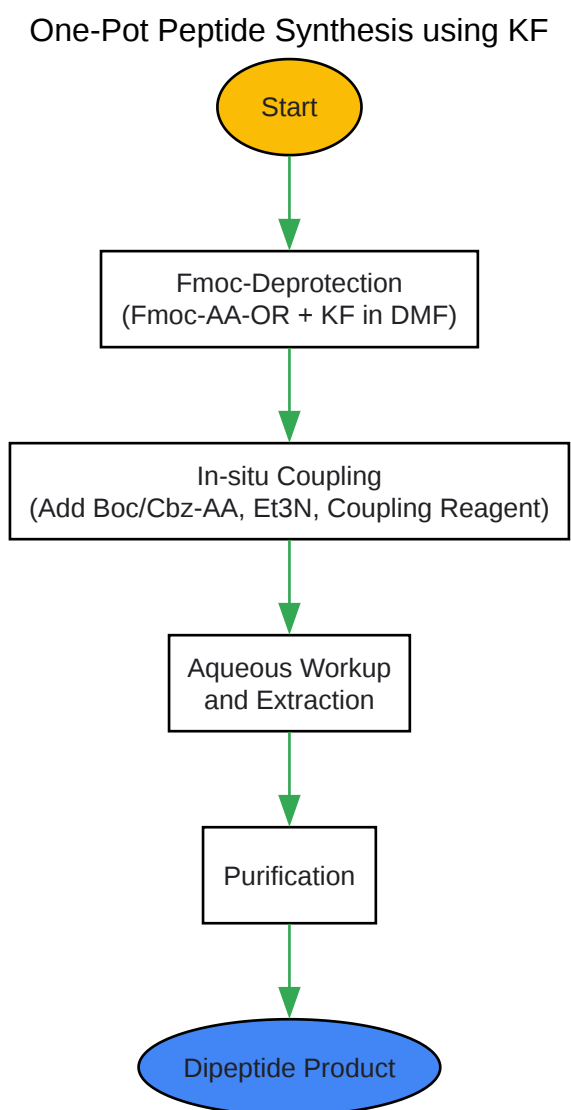 One-Pot Peptide Synthesis using KF
Start
Fmoc-Deprotection
(Fmoc-AA-OR + KF in DMF)
In-situ Coupling
(Add Boc/Cbz-AA, Et3N, Coupling Reagent)
Aqueous Workup
and Extraction
Purification
Dipeptide Product